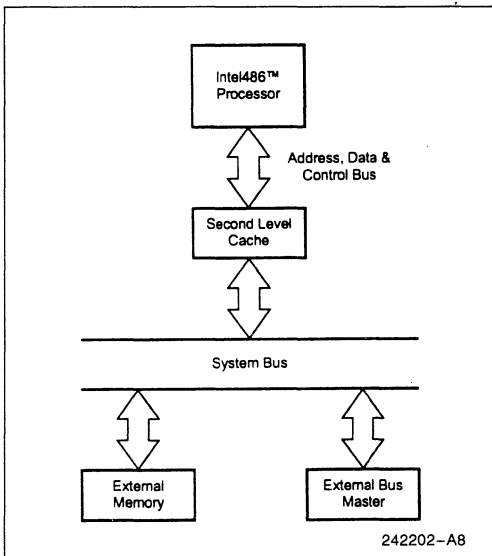 Intel486™
Processor
Address, Data &
Control Bus
Second Level
Cache
System Bus
External
Memory
External Bus
Master
242202-A8